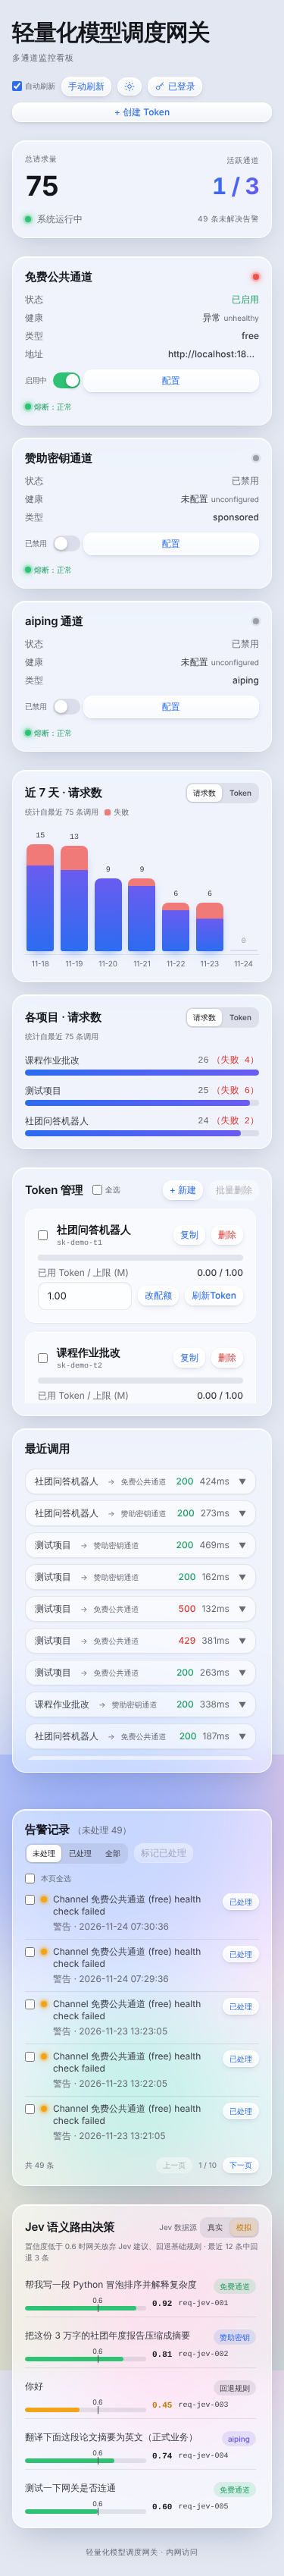 轻量化模型调度网关
多通道监控看板
自动刷新 手动刷新 已登录
+ 创建 Token
总请求量 活跃通道
75 1 / 3
系统运行中 49 条未解决告警
免费公共通道
状态 已启用
健康 异常 unhealthy
类型 free
地址 http://localhost:18...
启用中 配置
熔断：正常
赞助密钥通道
状态 已禁用
健康 未配置 unconfigured
类型 sponsored
已禁用 配置
熔断：正常
aiping 通道
状态 已禁用
健康 未配置 unconfigured
类型 aiping
已禁用 配置
熔断：正常
近 7 天 · 请求数 请求数 Token
统计自最近 75 条调用 失败
15 13 9 9 6 6 0
11-18 11-19 11-20 11-21 11-22 11-23 11-24
各项目 · 请求数 请求数 Token
统计自最近 75 条调用
课程作业批改 26 （失败 4）
测试项目 25 （失败 6）
社团问答机器人 24 （失败 2）
Token 管理 全选 + 新建 批量删除
社团问答机器人 复制 删除
sk-demo-t1
已用 Token / 上限 (M) 0.00 / 1.00
1.00 改配额 刷新Token
课程作业批改 复制 删除
sk-demo-t2
已用 Token / 上限 (M) 0.00 / 1.00
最近调用
社团问答机器人 → 免费公共通道 200 424ms ▼
社团问答机器人 → 赞助密钥通道 200 273ms ▼
测试项目 → 赞助密钥通道 200 469ms ▼
测试项目 → 赞助密钥通道 200 162ms ▼
测试项目 → 免费公共通道 500 132ms ▼
测试项目 → 免费公共通道 429 381ms ▼
测试项目 → 免费公共通道 200 263ms ▼
课程作业批改 → 赞助密钥通道 200 338ms ▼
社团问答机器人 → 免费公共通道 200 187ms ▼
告警记录 （未处理 49）
未处理 已处理 全部 标记已处理
本页全选
Channel 免费公共通道 (free) health 已处理
check failed
警告 · 2026-11-24 07:30:36
Channel 免费公共通道 (free) health 已处理
check failed
警告 · 2026-11-24 07:29:36
Channel 免费公共通道 (free) health 已处理
check failed
警告 · 2026-11-23 13:23:05
Channel 免费公共通道 (free) health 已处理
check failed
警告 · 2026-11-23 13:22:05
Channel 免费公共通道 (free) health 已处理
check failed
警告 · 2026-11-23 13:21:05
共 49 条 上一页 1 / 10 下一页
Jev 语义路由决策 Jev 数据源 真实 模拟
置信度低于 0.6 时网关放弃 Jev 建议、回退基础规则 · 最近 12 条中回
退 3 条
帮我写一段 Python 冒泡排序并解释复杂度 免费通道
0.6 0.92 req-jev-001
把这份 3 万字的社团年度报告压缩成摘要 赞助密钥
0.6 0.81 req-jev-002
你好 回退规则
0.6 0.45 req-jev-003
翻译下面这段论文摘要为英文（正式业务） aiping
0.6 0.74 req-jev-004
测试一下网关是否连通 免费通道
0.6 0.60 req-jev-005
轻量化模型调度网关 · 内网访问